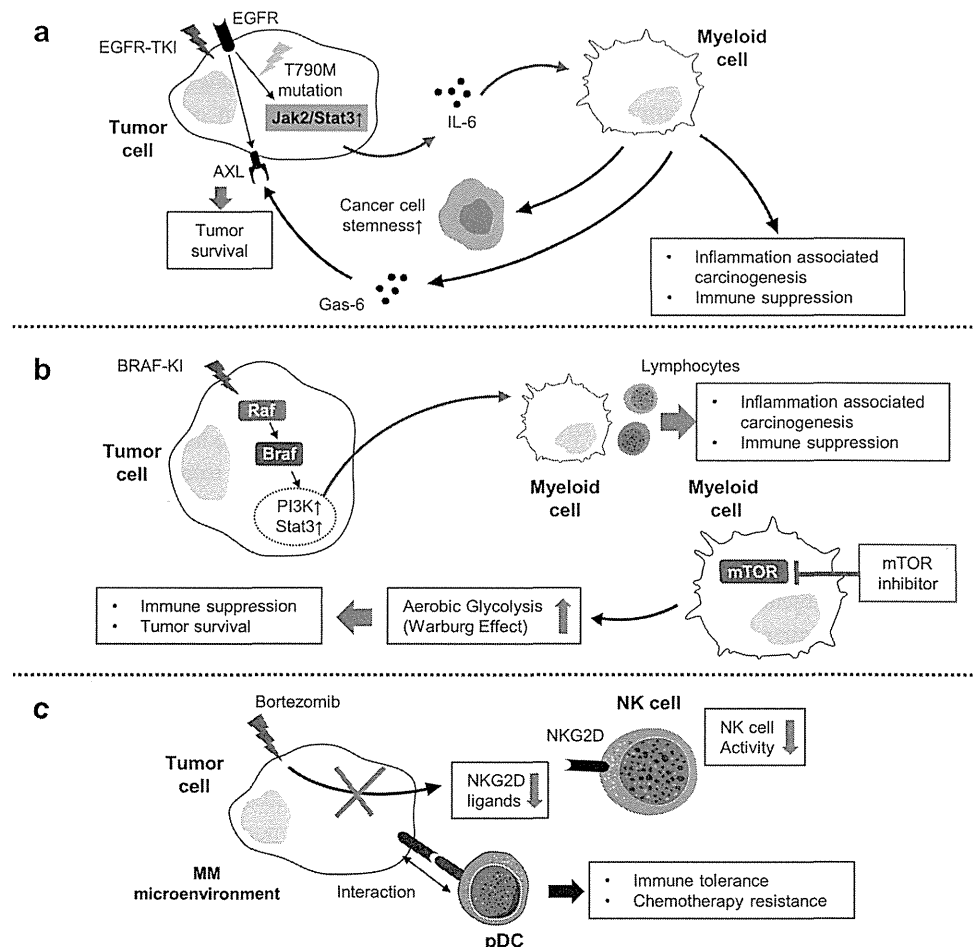 a
EGFR
EGFR-TKI
T790M
mutation
Jak2/Stat3↑
Tumor
cell
AXL
Tumor
survival
IL-6
Myeloid
cell
Cancer cell
stemness↑
Gas-6
• Inflammation associated
carcinogenesis
• Immune suppression
b
BRAF-KI
Raf
Braf
PI3K↑
Stat3↑
Tumor
cell
Lymphocytes
Myeloid
cell
• Inflammation associated
carcinogenesis
• Immune suppression
Myeloid
cell
mTOR
mTOR
inhibitor
Aerobic Glycolysis
(Warburg Effect)
• Immune suppression
• Tumor survival
c
Bortezomib
Tumor
cell
MM
microenvironment
NKG2D
ligands
NKG2D
NK cell
NK cell
Activity
Interaction
pDC
• Immune tolerance
• Chemotherapy resistance